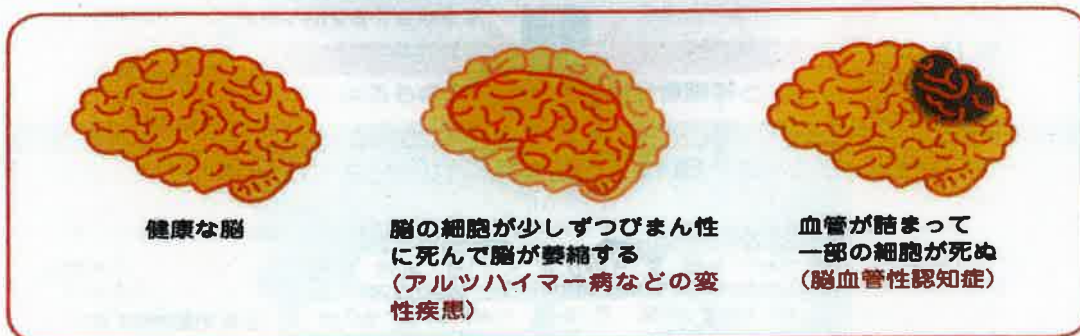 健康な脳
脳の細胞が少しずつびまん性
に死んで脳が萎縮する
(アルツハイマー病などの変
性疾患)
血管が詰まって
一部の細胞が死ぬ
(脳血管性認知症)